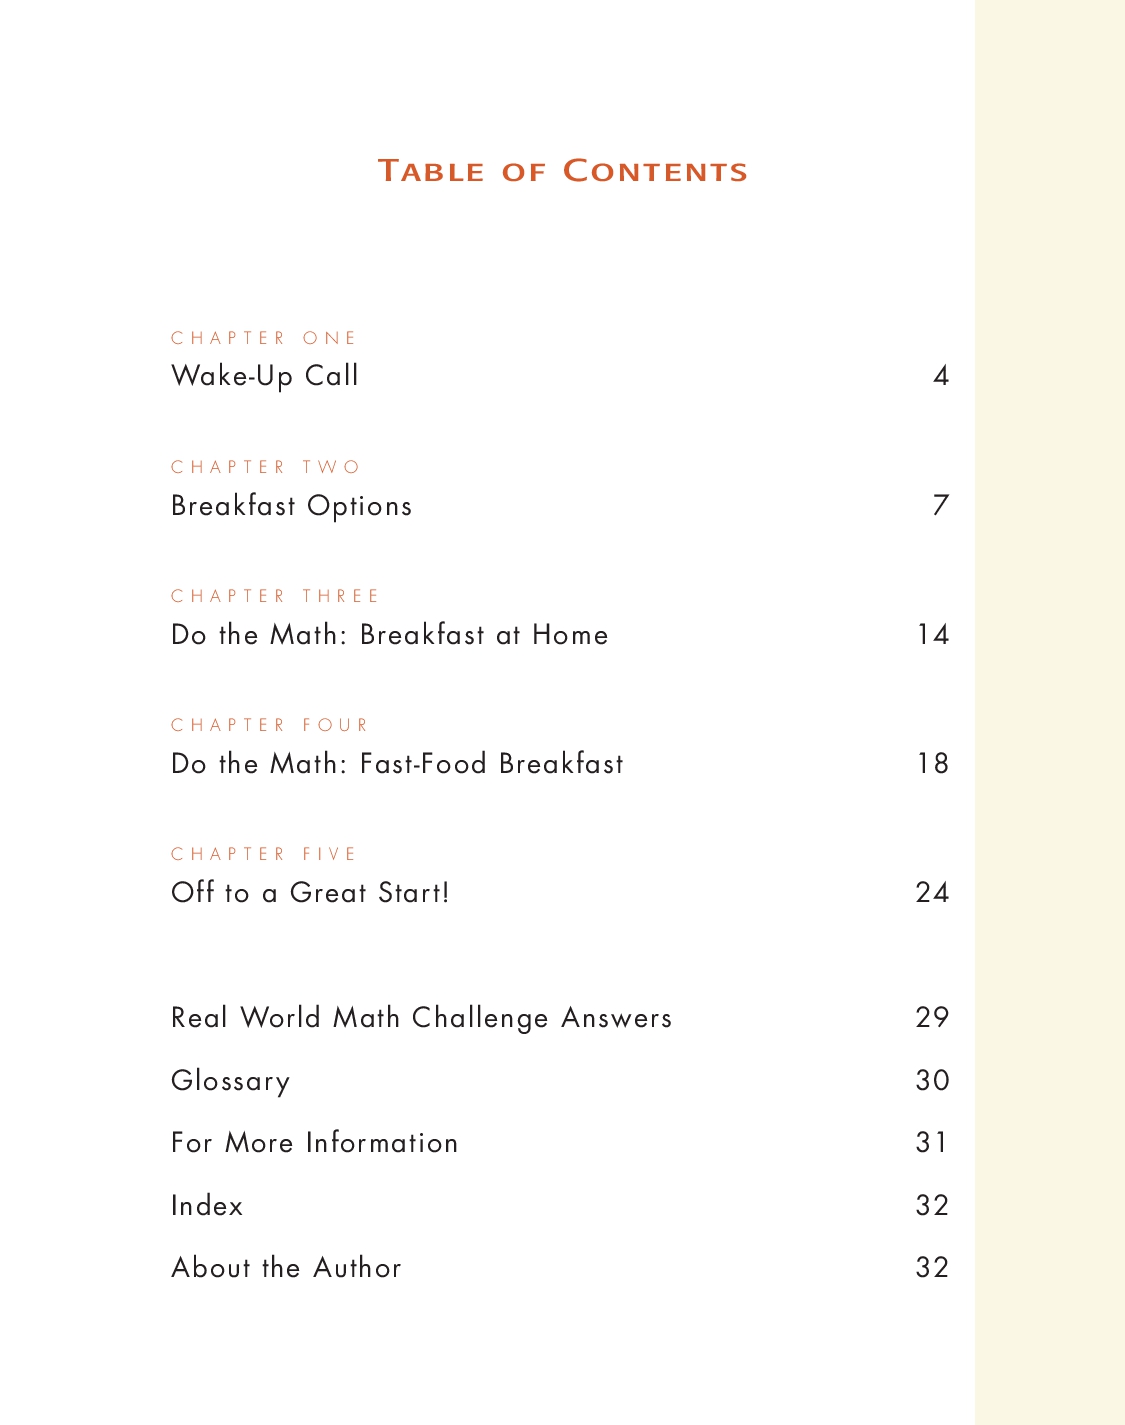 Table of Contents
CHAPTER ONE
Wake-Up Call 4
CHAPTER TWO
Breakfast Options 7
CHAPTER THREE
Do the Math: Breakfast at Home 14
CHAPTER FOUR
Do the Math: Fast-Food Breakfast 18
CHAPTER FIVE
Off to a Great Start! 24
Real World Math Challenge Answers 29
Glossary 30
For More Information 31
Index 32
About the Author 32